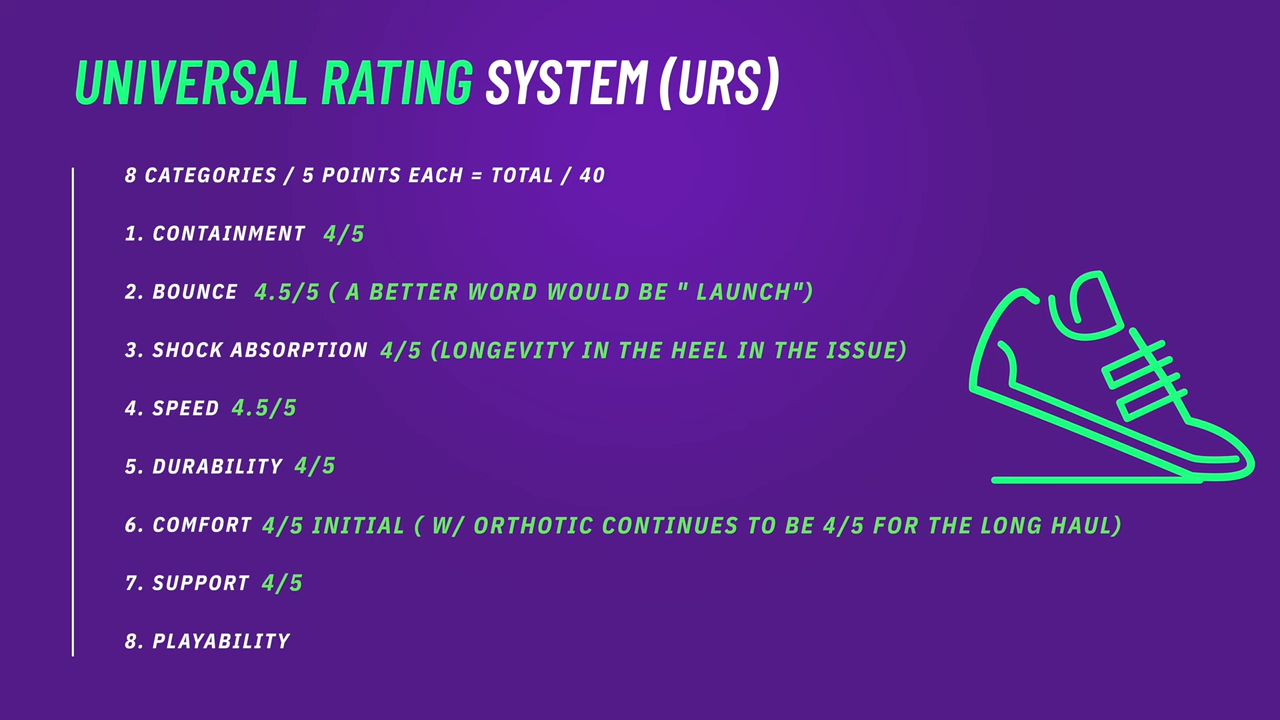 UNIVERSAL RATING SYSTEM (URS)
8 CATEGORIES / 5 POINTS EACH = TOTAL / 40
1. CONTAINMENT 4/5
2. BOUNCE 4.5/5 ( A BETTER WORD WOULD BE " LAUNCH")
3. SHOCK ABSORPTION 4/5 (LONGEVITY IN THE HEEL IN THE ISSUE)
4. SPEED 4.5/5
5. DURABILITY 4/5
6. COMFORT 4/5 INITIAL ( W/ ORTHOTIC CONTINUES TO BE 4/5 FOR THE LONG HAUL)
7. SUPPORT 4/5
8. PLAYABILITY